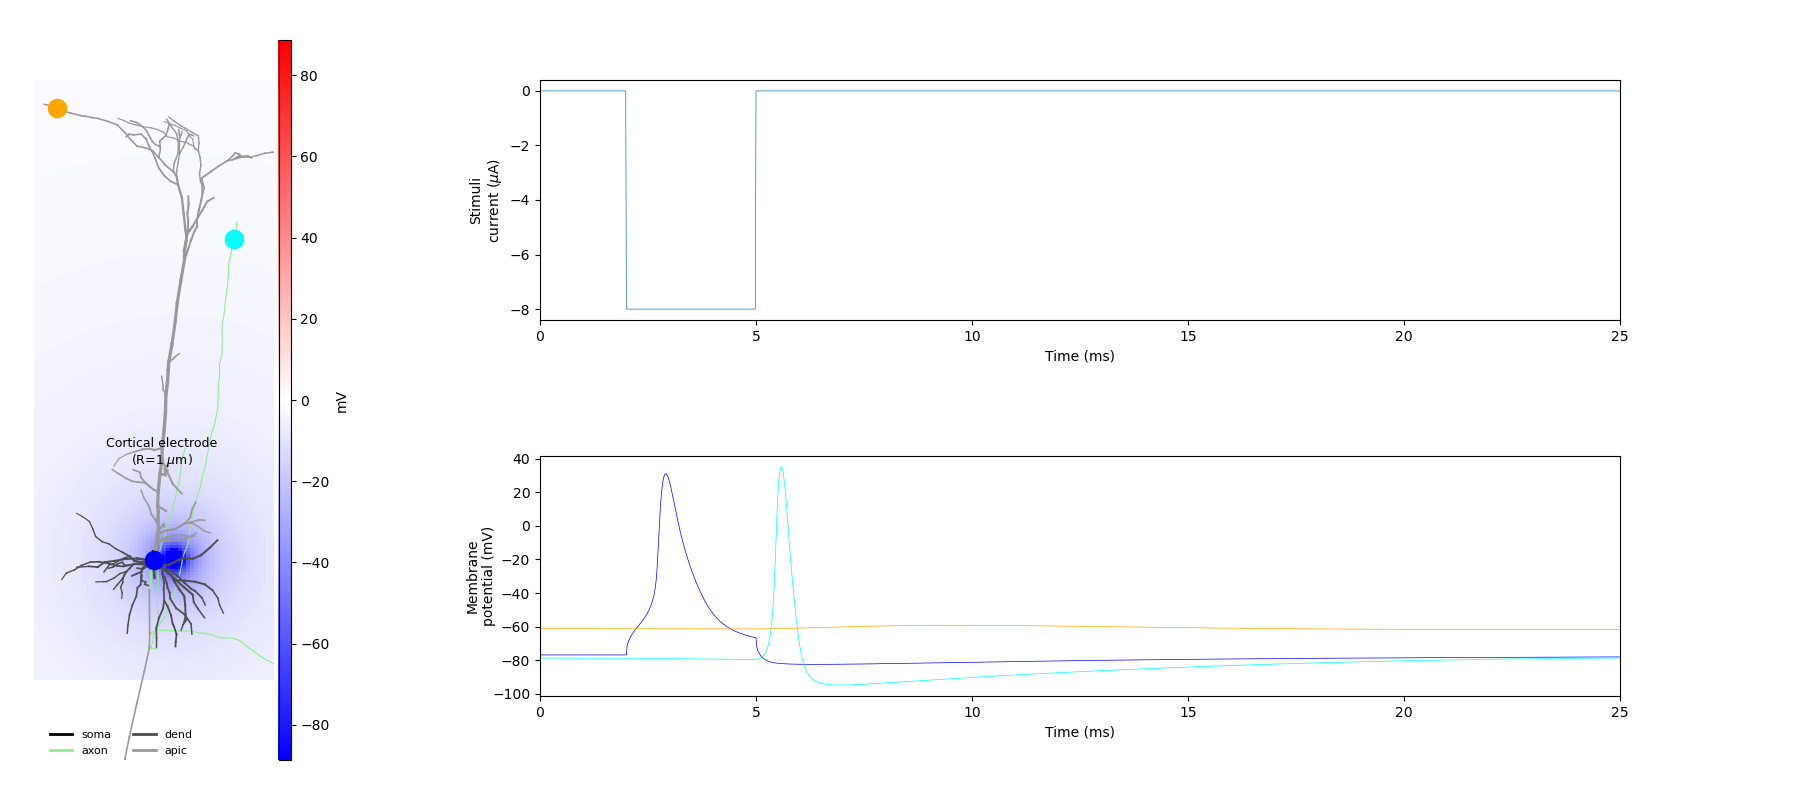 80
60
40
20
0
−20
−40
−60
−80
mV
Cortical electrode
(R=1 μm)
soma
dend
axon
apic
Stimuli
current (μA)
0
−2
−4
−6
−8
0
5
10
15
20
25
Time (ms)
Membrane
potential (mV)
40
20
0
−20
−40
−60
−80
−100
0
5
10
15
20
25
Time (ms)